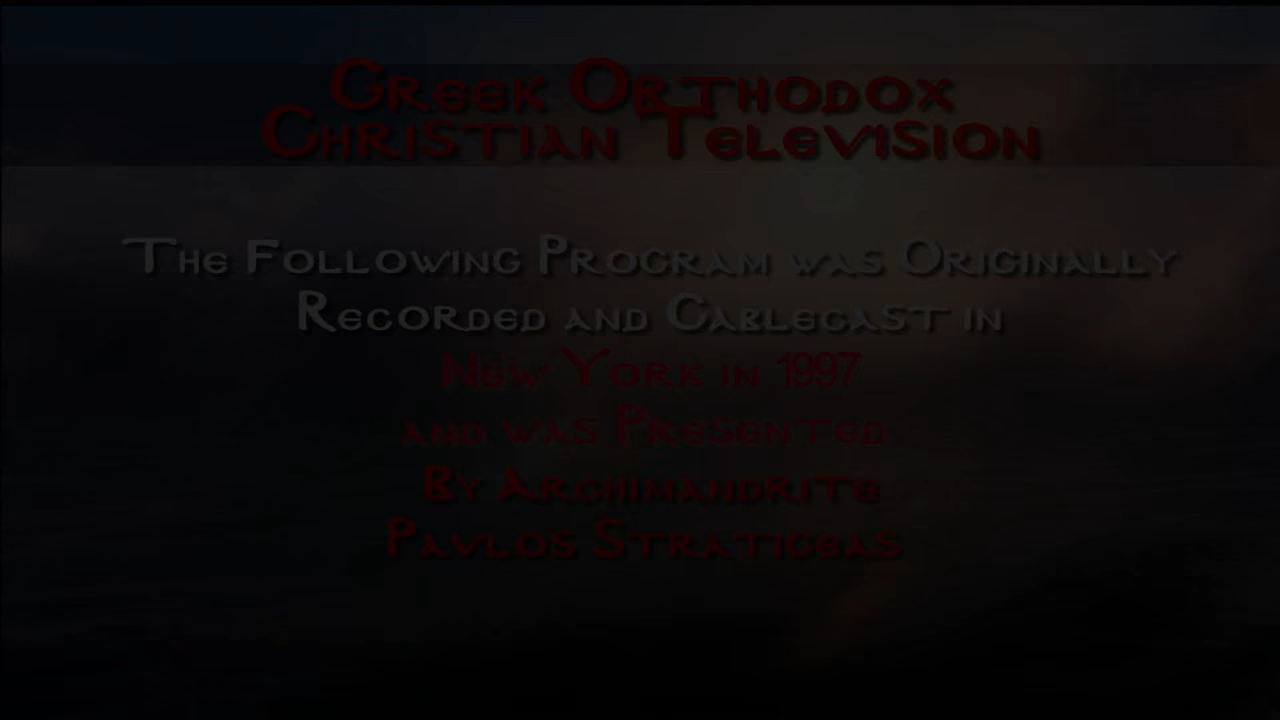 Greek Orthodox
Christian Television
The Following Program was Originally
Recorded and Cablecast in
New York in 1997
and was Presented
By Archimandrite
Pavlos Stratigeas